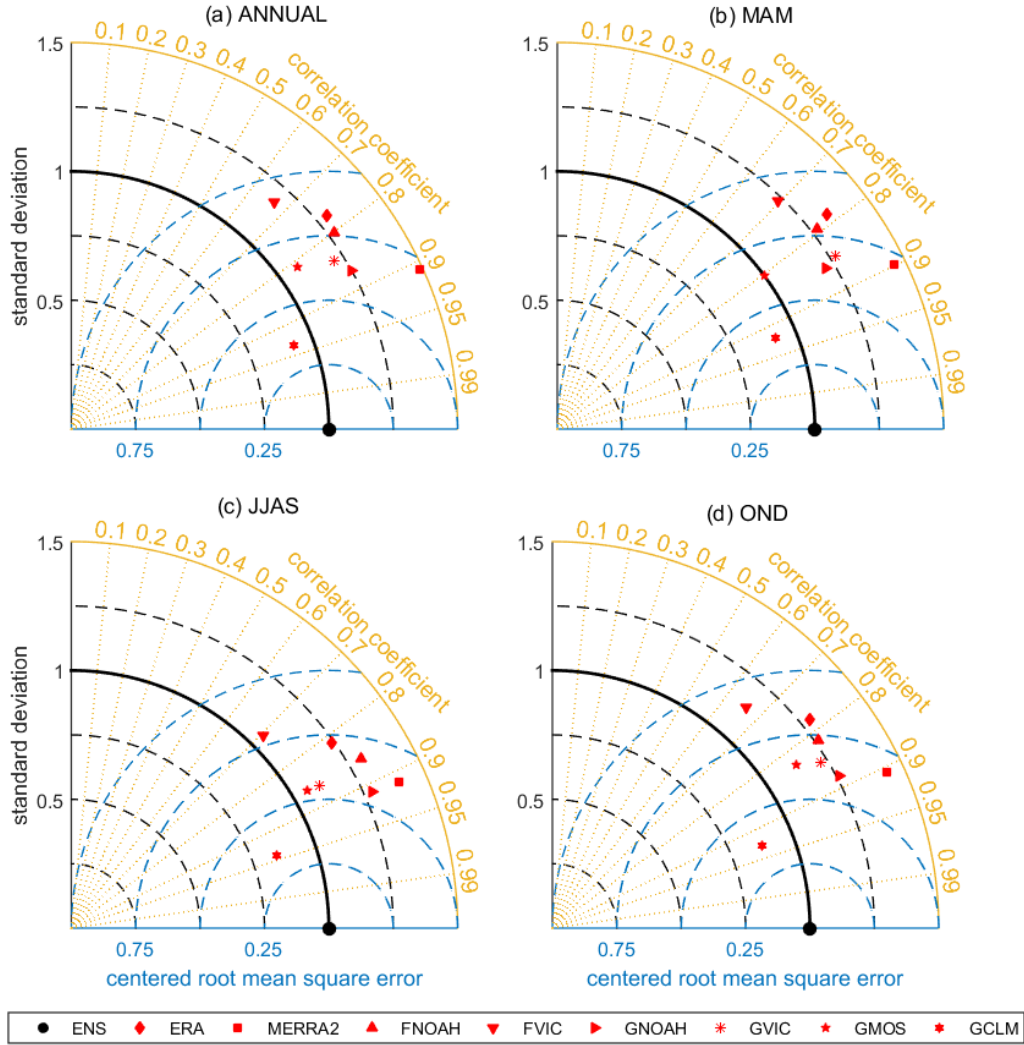 (a) ANNUAL
(b) MAM
1.5
1
0.5
standard deviation
0.1 0.2 0.3 0.4 0.5 0.6 0.7 0.8 0.9 0.95 0.99
correlation coefficient
0.75 0.25
0.1 0.2 0.3 0.4 0.5 0.6 0.7 0.8 0.9 0.95 0.99
correlation coefficient
0.75 0.25
(c) JJAS
(d) OND
1.5
1
0.5
standard deviation
0.1 0.2 0.3 0.4 0.5 0.6 0.7 0.8 0.9 0.95 0.99
correlation coefficient
0.75 0.25
centered root mean square error
0.1 0.2 0.3 0.4 0.5 0.6 0.7 0.8 0.9 0.95 0.99
correlation coefficient
0.75 0.25
centered root mean square error
1.5
1
0.5
1.5
1
0.5
ENS ERA MERRA2 FNOAH FVIC GNOAH GVIC GMOS GCLM